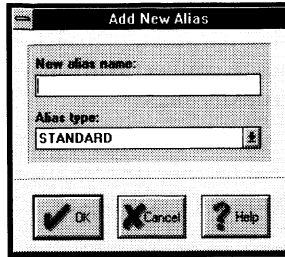 Add New Alias
New alias name:
Alias type:
STANDARD
OK
Cancel
Help